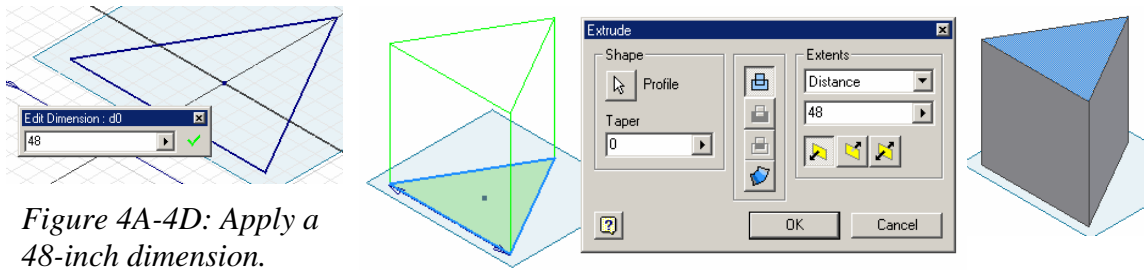 Edit Dimension : d0
48
Figure 4A-4D: Apply a
48-inch dimension.
Extrude
Shape
Profile
Taper
0
Extents
Distance
48
OK
Cancel